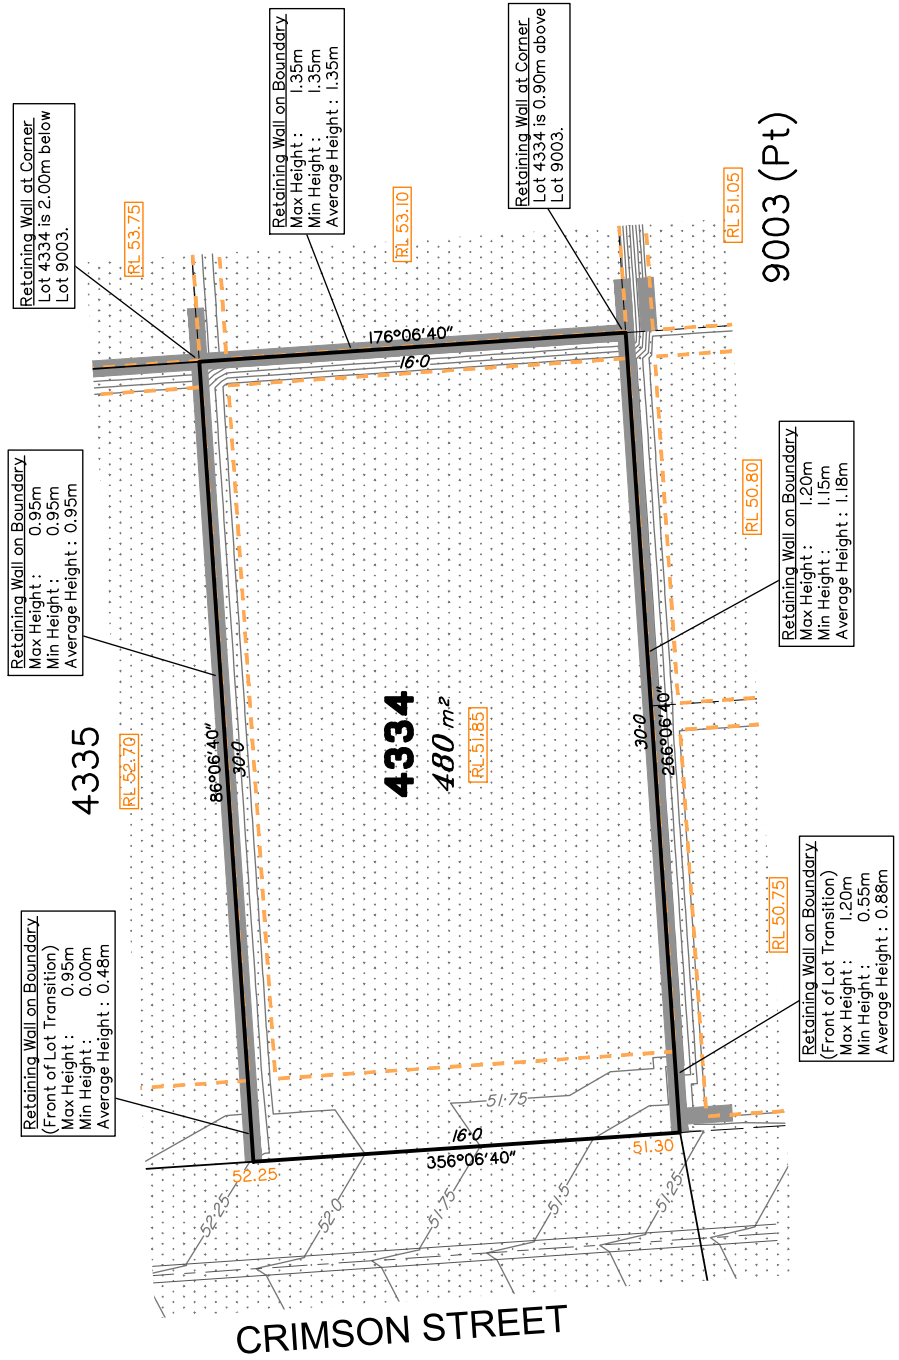 Retaining Wall at Corner
Lot 4334 is 2.00m below
Lot 9003.
Retaining Wall on Boundary
Max Height : 1.35m
Min Height : 1.35m
Average Height : 1.35m
Retaining Wall at Corner
Lot 4334 is 0.90m above
Lot 9003.
RL 53.75
RL 53.10
RL 51.05
9003 (Pt)
176°06'40"
16·0
Retaining Wall on Boundary
Max Height : 0.95m
Min Height : 0.95m
Average Height : 0.95m
Retaining Wall on Boundary
Max Height : 1.20m
Min Height : 1.15m
Average Height : 1.18m
RL 50.80
4335
RL 52.70
86°06'40"
30·0
4334
480 m²
RL 51.85
30·0
266°06'40"
Retaining Wall on Boundary
(Front of Lot Transition)
Max Height : 0.95m
Min Height : 0.00m
Average Height : 0.48m
RL 50.75
Retaining Wall on Boundary
(Front of Lot Transition)
Max Height : 1.20m
Min Height : 0.55m
Average Height : 0.88m
51·75
16·0
356°06'40"
52.25
51.30
52·25
52·0
51·75
51·5
51·25
CRIMSON STREET